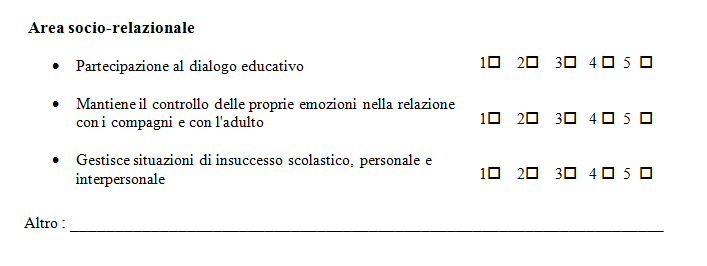 Area socio-relazionale
• Partecipazione al dialogo educativo 1☐ 2☐ 3☐ 4 ☐ 5 ☐
• Mantiene il controllo delle proprie emozioni nella relazione
con i compagni e con l'adulto 1☐ 2☐ 3☐ 4 ☐ 5 ☐
• Gestisce situazioni di insuccesso scolastico, personale e
interpersonale 1☐ 2☐ 3☐ 4 ☐ 5 ☐
Altro : ______________________________________________________________________